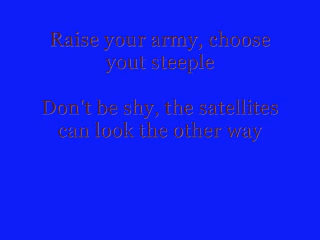 Raise your army, choose
yout steeple
Don't be shy, the satellites
can look the other way